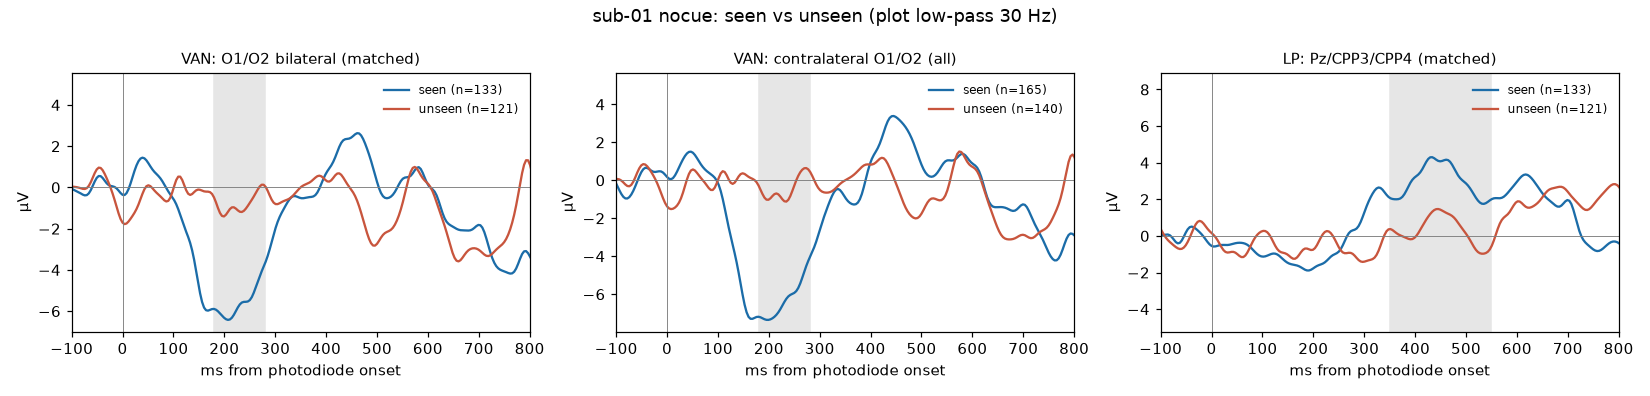 sub-01 nocue: seen vs unseen (plot low-pass 30 Hz)
VAN: O1/O2 bilateral (matched)
seen (n=133)
unseen (n=121)
4
2
0
−2
−4
−6
µV
−100 0 100 200 300 400 500 600 700 800
ms from photodiode onset
VAN: contralateral O1/O2 (all)
seen (n=165)
unseen (n=140)
4
2
0
−2
−4
−6
µV
−100 0 100 200 300 400 500 600 700 800
ms from photodiode onset
LP: Pz/CPP3/CPP4 (matched)
seen (n=133)
unseen (n=121)
8
6
4
2
0
−2
−4
µV
−100 0 100 200 300 400 500 600 700 800
ms from photodiode onset